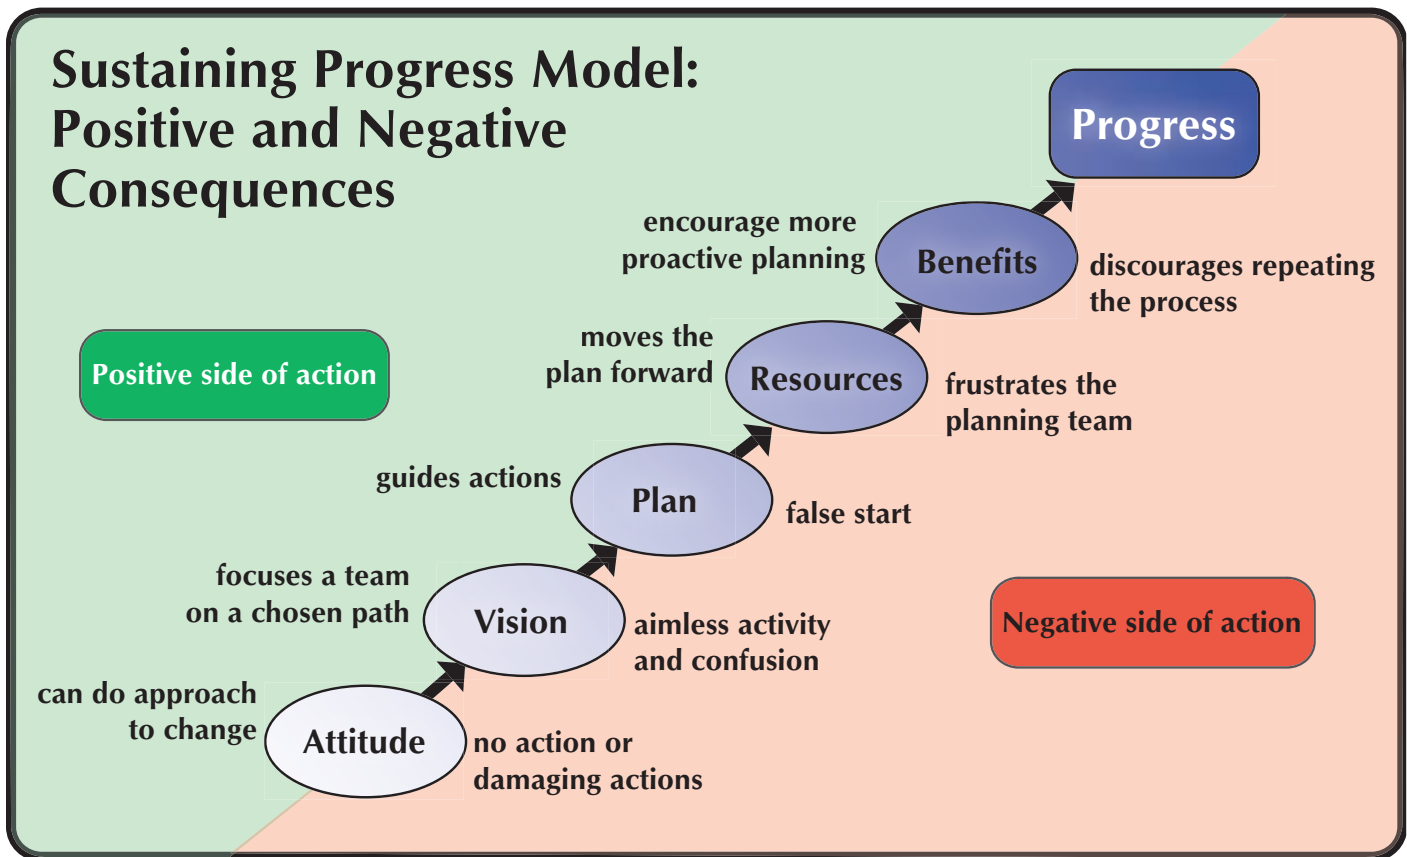 Sustaining Progress Model:
Positive and Negative
Consequences
Progress
encourage more
proactive planning
Benefits
discourages repeating
the process
moves the
plan forward
Resources
frustrates the
planning team
Positive side of action
guides actions
Plan
false start
focuses a team
on a chosen path
Vision
aimless activity
and confusion
Negative side of action
can do approach
to change
Attitude
no action or
damaging actions